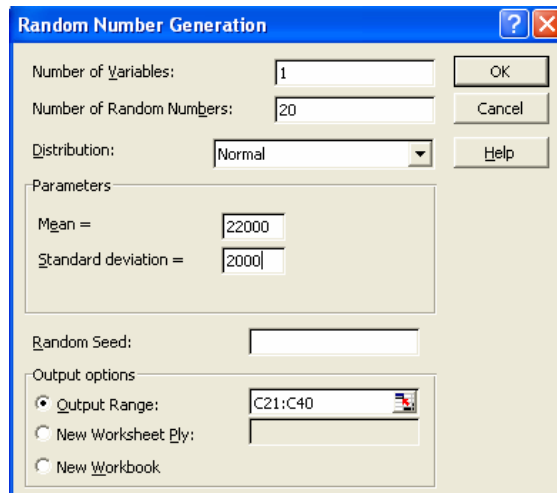 Random Number Generation
Number of Variables: 1 OK
Number of Random Numbers: 20 Cancel
Distribution: Normal Help
Parameters
Mean = 22000
Standard deviation = 2000
Random Seed:
Output options
Output Range: C21:C40
New Worksheet Ply:
New Workbook